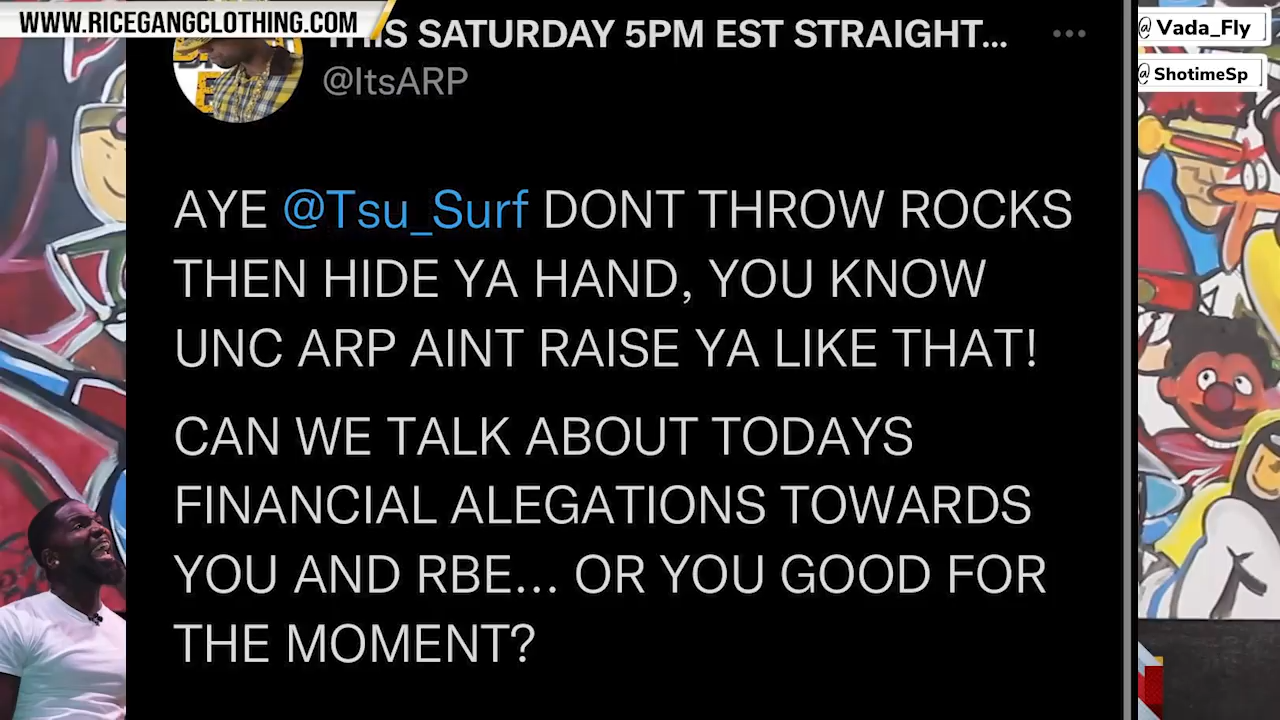 WWW.RICEGANGCLOTHING.COM
THIS SATURDAY 5PM EST STRAIGHT...
@ItsARP
@ Vada_Fly
@ ShotimeSp
AYE @Tsu_Surf DONT THROW ROCKS
THEN HIDE YA HAND, YOU KNOW
UNC ARP AINT RAISE YA LIKE THAT!
CAN WE TALK ABOUT TODAYS
FINANCIAL ALEGATIONS TOWARDS
YOU AND RBE... OR YOU GOOD FOR
THE MOMENT?